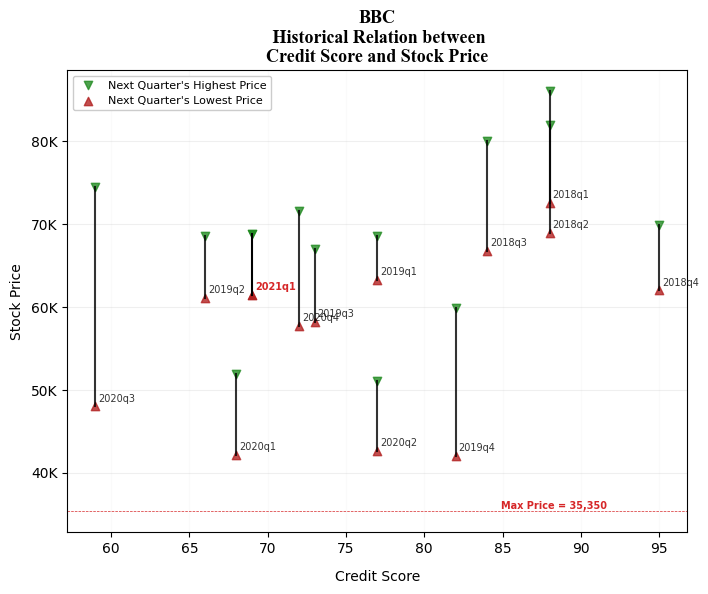 BBC
Historical Relation between
Credit Score and Stock Price
Next Quarter's Highest Price
Next Quarter's Lowest Price
Stock Price
80K
70K
60K
50K
40K
2018q1
2018q2
2018q3
2018q4
2019q1
2019q2
2021q1
2019q3
2020q4
2020q3
2020q1
2020q2
2019q4
Max Price = 35,350
60
65
70
75
80
85
90
95
Credit Score